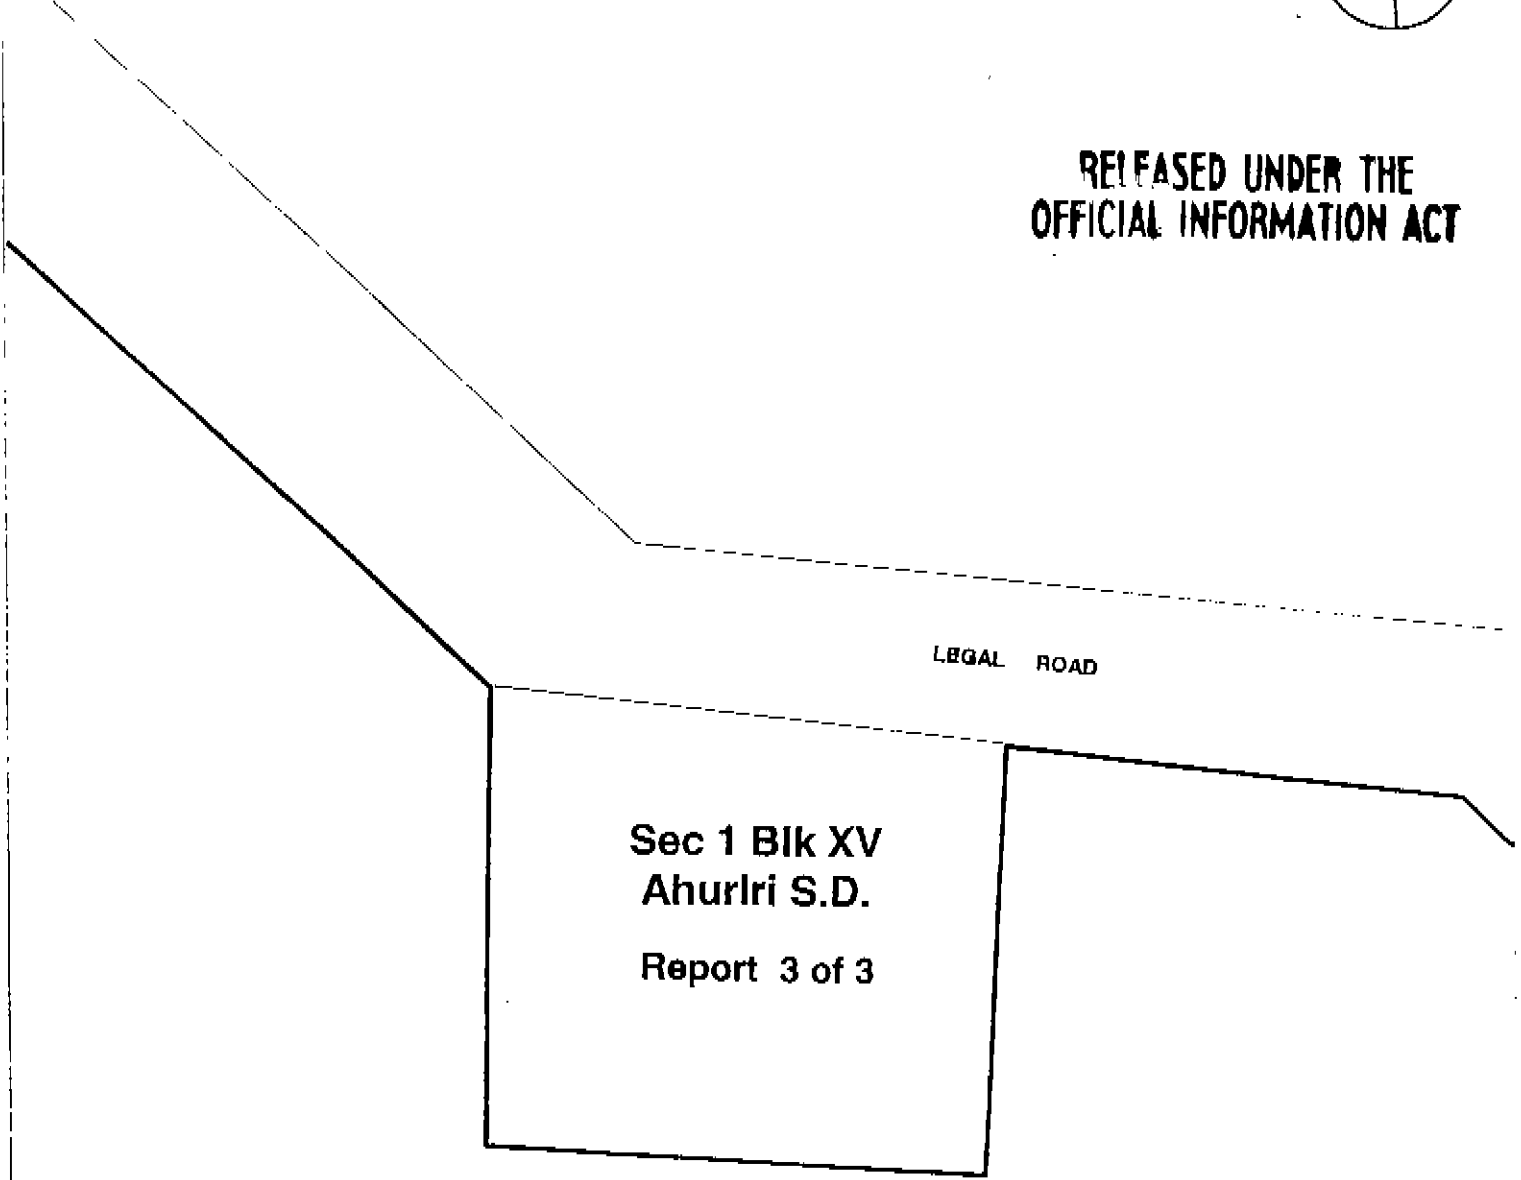 RELEASED UNDER THE
OFFICIAL INFORMATION ACT
LEGAL ROAD
Sec 1 Blk XV
Ahuriri S.D.
Report 3 of 3